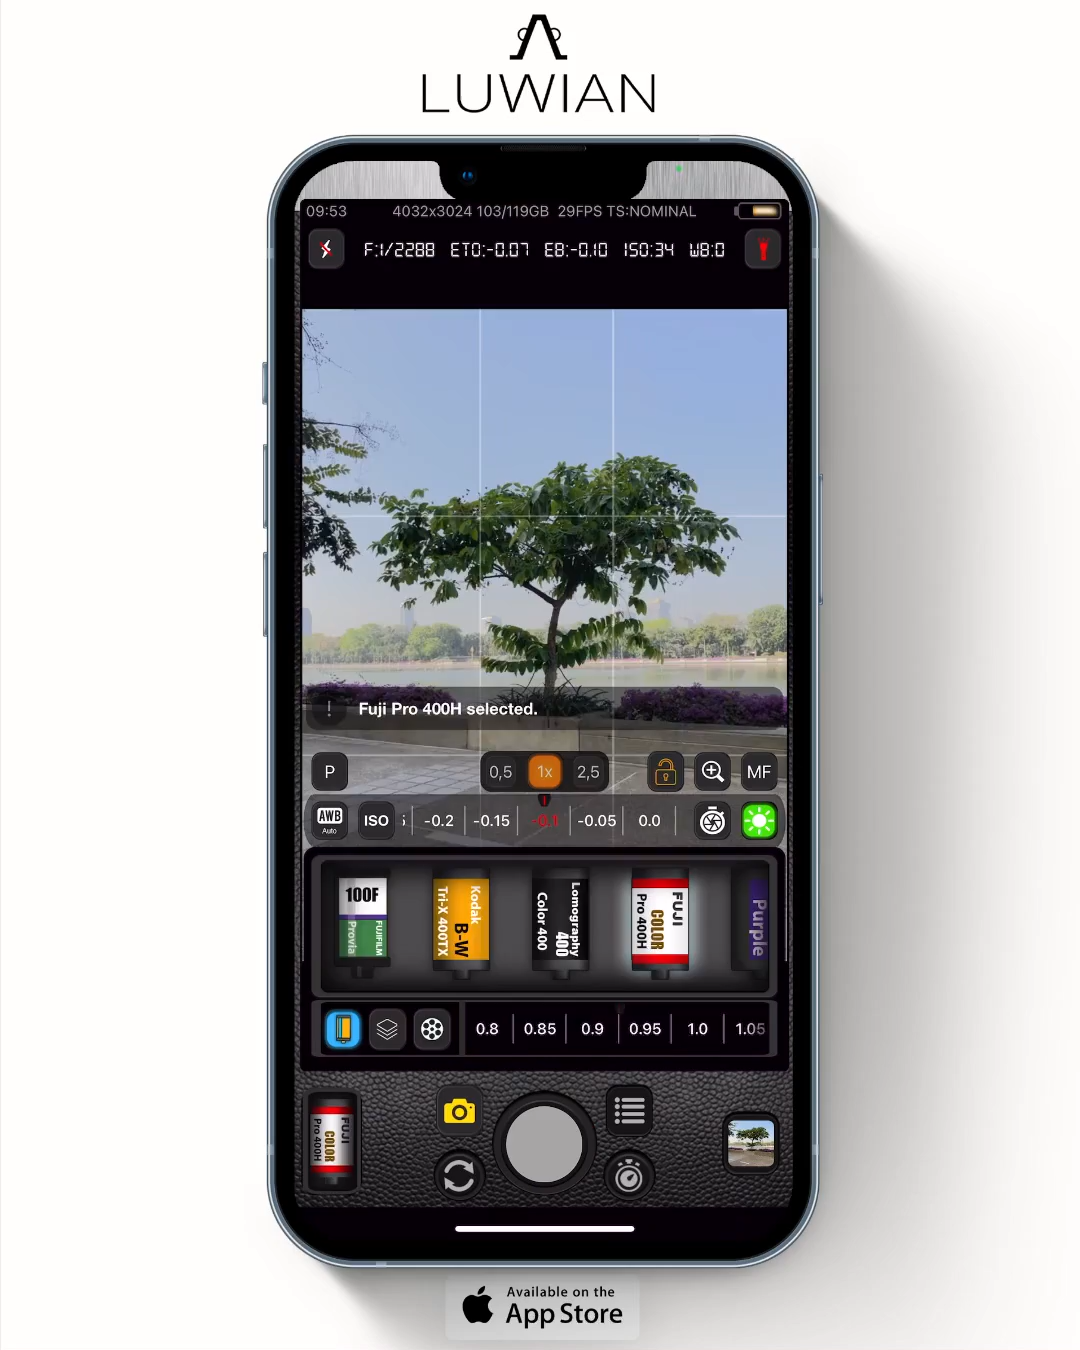 LUWIAN
09:53 4032x3024 103/119GB 29FPS TS:NOMINAL
F:1/2288 ETO:-0.07 EB:-0.10 ISO:34 WB:0
! Fuji Pro 400H selected.
P 0,5 1x 2,5 MF
AWB ISO -0.2 -0.15 -0.1 -0.05 0.0
Auto
100F
FUJIFILM
Provia
Kodak
B-W
Tri-X 400TX
Lomography
400
Color 400
FUJI
COLOR
Pro 400H
Purple
0.8 0.85 0.9 0.95 1.0 1.05
FUJI
COLOR
Pro 400H
Available on the
App Store